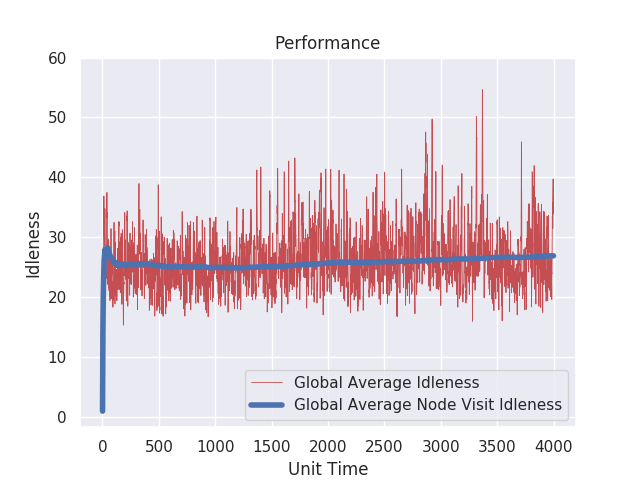 Performance
60
50
40
30
20
10
0
Idleness
0 500 1000 1500 2000 2500 3000 3500 4000
Unit Time
Global Average Idleness
Global Average Node Visit Idleness